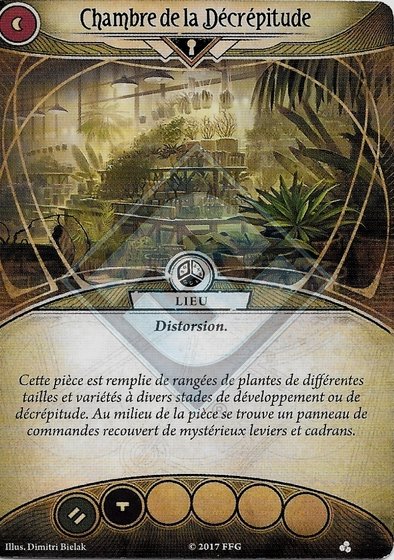 Chambre de la Décrépitude
LIEU
Distorsion.
Cette pièce est remplie de rangées de plantes de différentes
tailles et variétés à divers stades de développement ou de
décrépitude. Au milieu de la pièce se trouve un panneau de
commandes recouvert de mystérieux leviers et cadrans.
Illus. Dimitri Bielak
© 2017 FFG